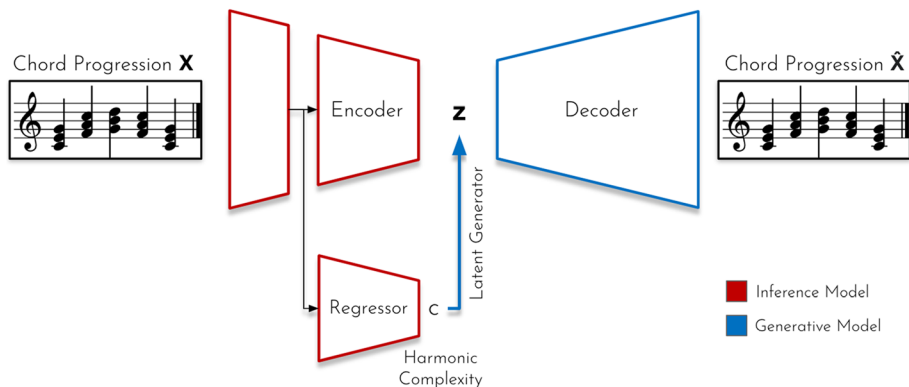 Chord Progression X
Encoder
z
Decoder
Chord Progression X̂
Latent Generator
Regressor
c
Harmonic
Complexity
Inference Model
Generative Model